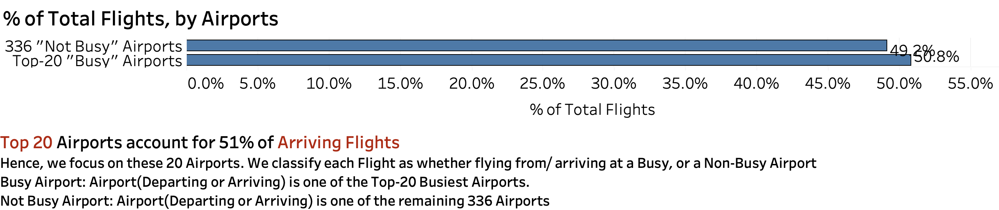 % of Total Flights, by Airports
336 "Not Busy" Airports
49.2%
Top-20 "Busy" Airports
50.8%
0.0% 5.0% 10.0% 15.0% 20.0% 25.0% 30.0% 35.0% 40.0% 45.0% 50.0% 55.0%
% of Total Flights
Top 20 Airports account for 51% of Arriving Flights
Hence, we focus on these 20 Airports. We classify each Flight as whether flying from/ arriving at a Busy, or a Non-Busy Airport
Busy Airport: Airport(Departing or Arriving) is one of the Top-20 Busiest Airports.
Not Busy Airport: Airport(Departing or Arriving) is one of the remaining 336 Airports